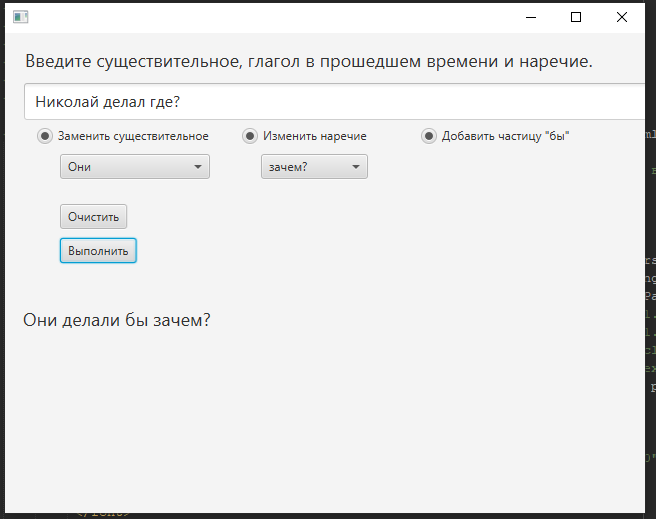 Введите существительное, глагол в прошедшем времени и наречие.
Николай делал где?
Заменить существительное Изменить наречие Добавить частицу "бы"
Они зачем?
Очистить
Выполнить
Они делали бы зачем?